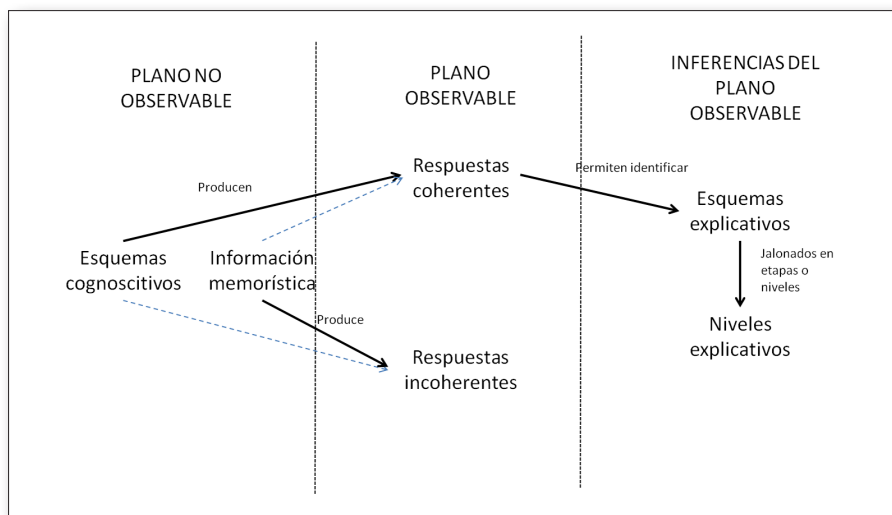 PLANO NO
OBSERVABLE
PLANO
OBSERVABLE
INFERENCIAS DEL
PLANO
OBSERVABLE
Producen
Respuestas
coherentes
Permiten identificar
Esquemas
explicativos
Esquemas
cognoscitivos
Información
memorística
Jalonados en
etapas o
niveles
Produce
Respuestas
incoherentes
Niveles
explicativos